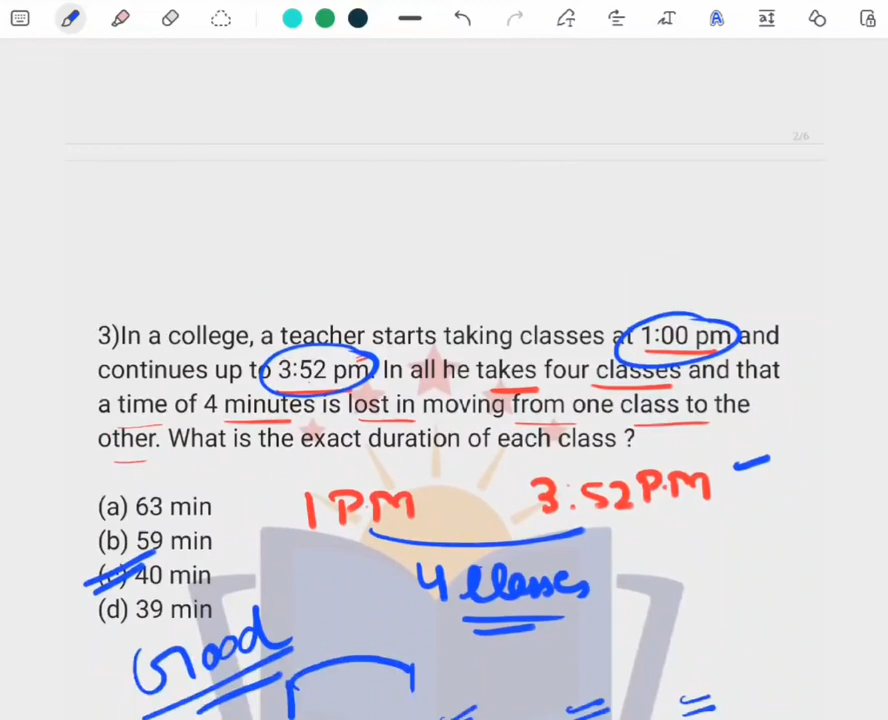 2/6
3)In a college, a teacher starts taking classes at 1:00 pm and
continues up to 3:52 pm. In all he takes four classes and that
a time of 4 minutes is lost in moving from one class to the
other. What is the exact duration of each class ?
1 P.M 3:52 P.M
(a) 63 min
(b) 59 min
(c) 40 min
4 Classes
(d) 39 min
Good